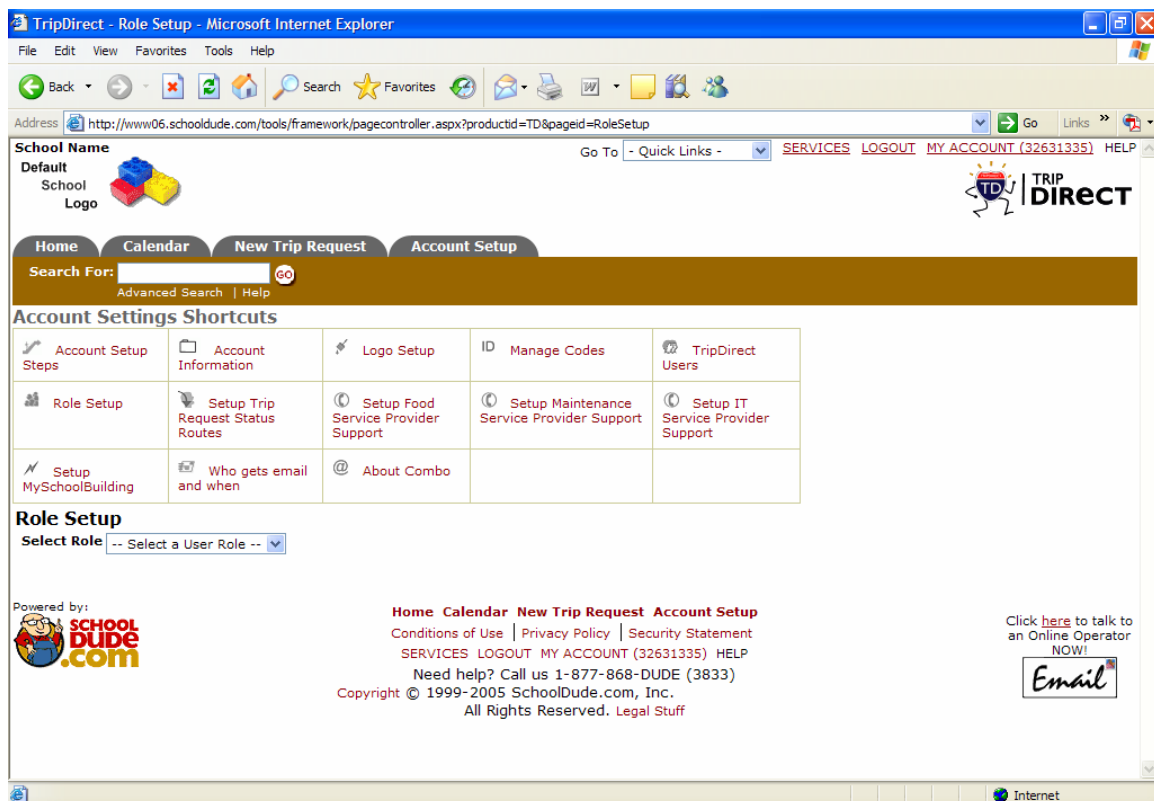 TripDirect - Role Setup - Microsoft Internet Explorer
File Edit View Favorites Tools Help
Back Search Favorites
Address http://www06.schooldude.com/tools/framework/pagecontroller.aspx?productid=TD&pageid=RoleSetup Go Links »
School Name Go To - Quick Links - SERVICES LOGOUT MY ACCOUNT (32631335) HELP
Default
School
Logo
TD TRIP
DIRECT
Home Calendar New Trip Request Account Setup
Search For: GO
Advanced Search | Help
Account Settings Shortcuts
Account Setup
Steps
Account
Information
Logo Setup
ID Manage Codes
TripDirect
Users
Role Setup
Setup Trip
Request Status
Routes
Setup Food
Service Provider
Support
Setup Maintenance
Service Provider Support
Setup IT
Service Provider
Support
Setup
MySchoolBuilding
Who gets email
and when
@ About Combo
Role Setup
Select Role -- Select a User Role --
Powered by:
SCHOOL
DUDE
.com
Home Calendar New Trip Request Account Setup
Conditions of Use | Privacy Policy | Security Statement
SERVICES LOGOUT MY ACCOUNT (32631335) HELP
Need help? Call us 1-877-868-DUDE (3833)
Copyright © 1999-2005 SchoolDude.com, Inc.
All Rights Reserved. Legal Stuff
Click here to talk to
an Online Operator
NOW!
Email
Internet